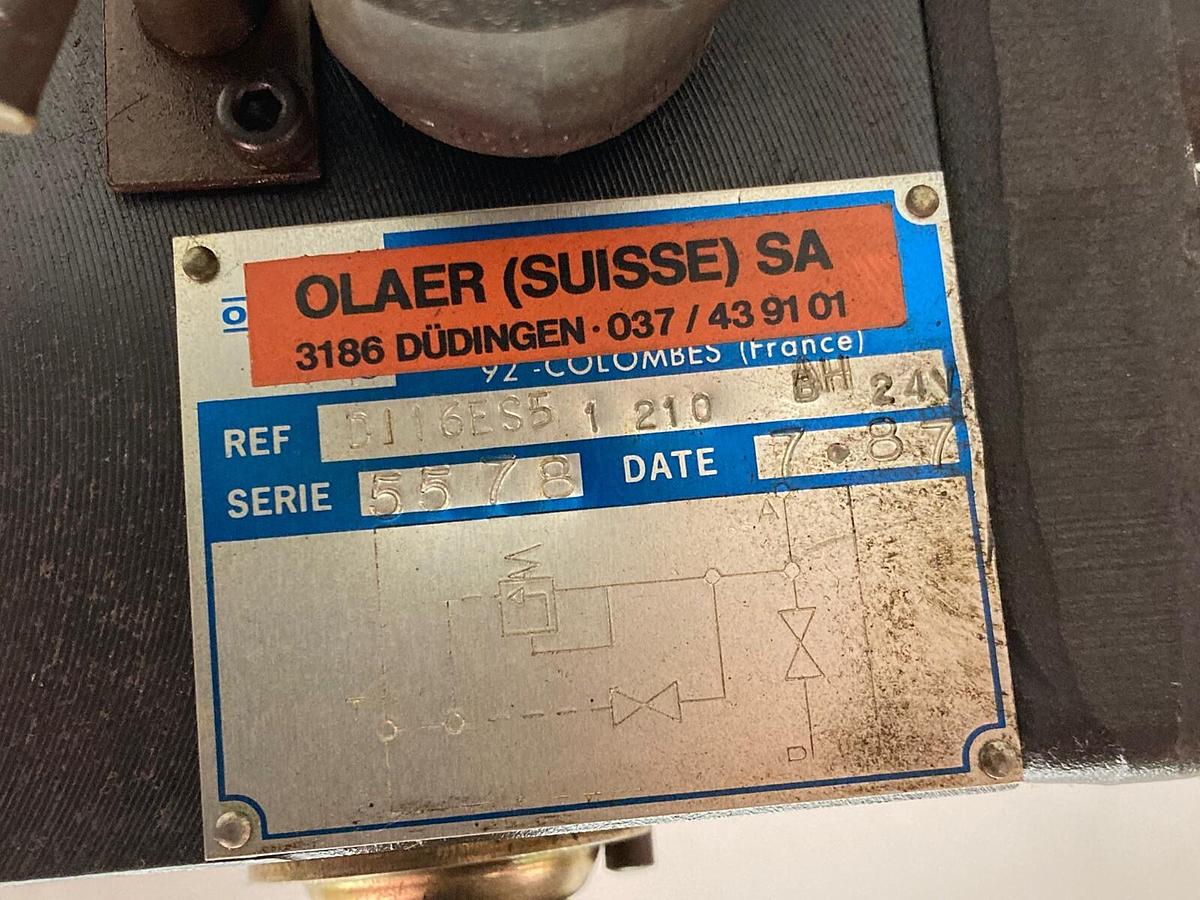 OLAER (SUISSE) SA
3186 DÜDINGEN · 037 / 43 91 01
92 -COLOMBES (France)
REF DI16ES5 1 210 24V
SERIE 5578 DATE 7.87
A
T
P